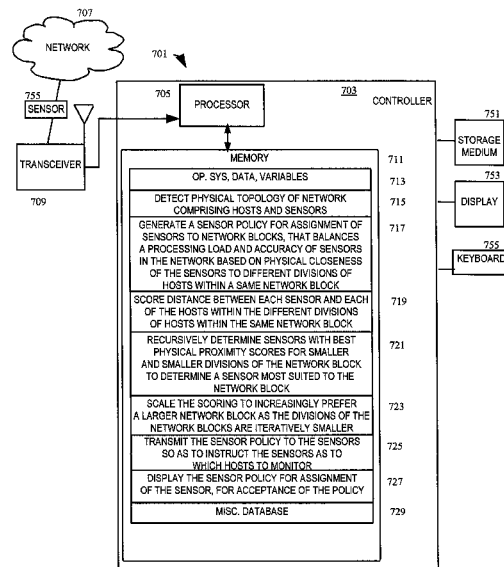 707
NETWORK
701
755
SENSOR
705
PROCESSOR
703
CONTROLLER
TRANSCEIVER
709
751
STORAGE
MEDIUM
753
DISPLAY
755
KEYBOARD
MEMORY
711
OP. SYS, DATA, VARIABLES
713
DETECT PHYSICAL TOPOLOGY OF NETWORK
COMPRISING HOSTS AND SENSORS
715
GENERATE A SENSOR POLICY FOR ASSIGNMENT OF
SENSORS TO NETWORK BLOCKS, THAT BALANCES
A PROCESSING LOAD AND ACCURACY OF SENSORS
IN THE NETWORK BASED ON PHYSICAL CLOSENESS
OF THE SENSORS TO DIFFERENT DIVISIONS OF
HOSTS WITHIN A SAME NETWORK BLOCK
717
SCORE DISTANCE BETWEEN EACH SENSOR AND EACH
OF THE HOSTS WITHIN THE DIFFERENT DIVISIONS
OF HOSTS WITHIN THE SAME NETWORK BLOCK
719
RECURSIVELY DETERMINE SENSORS WITH BEST
PHYSICAL PROXIMITY SCORES FOR SMALLER
AND SMALLER DIVISIONS OF THE NETWORK BLOCK
TO DETERMINE A SENSOR MOST SUITED TO THE
NETWORK BLOCK
721
SCALE THE SCORING TO INCREASINGLY PREFER
A LARGER NETWORK BLOCK AS THE DIVISIONS OF THE
NETWORK BLOCKS ARE ITERATIVELY SMALLER
723
TRANSMIT THE SENSOR POLICY TO THE SENSORS
SO AS TO INSTRUCT THE SENSORS AS TO
WHICH HOSTS TO MONITOR
725
DISPLAY THE SENSOR POLICY FOR ASSIGNMENT
OF THE SENSOR, FOR ACCEPTANCE OF THE POLICY
727
MISC. DATABASE
729